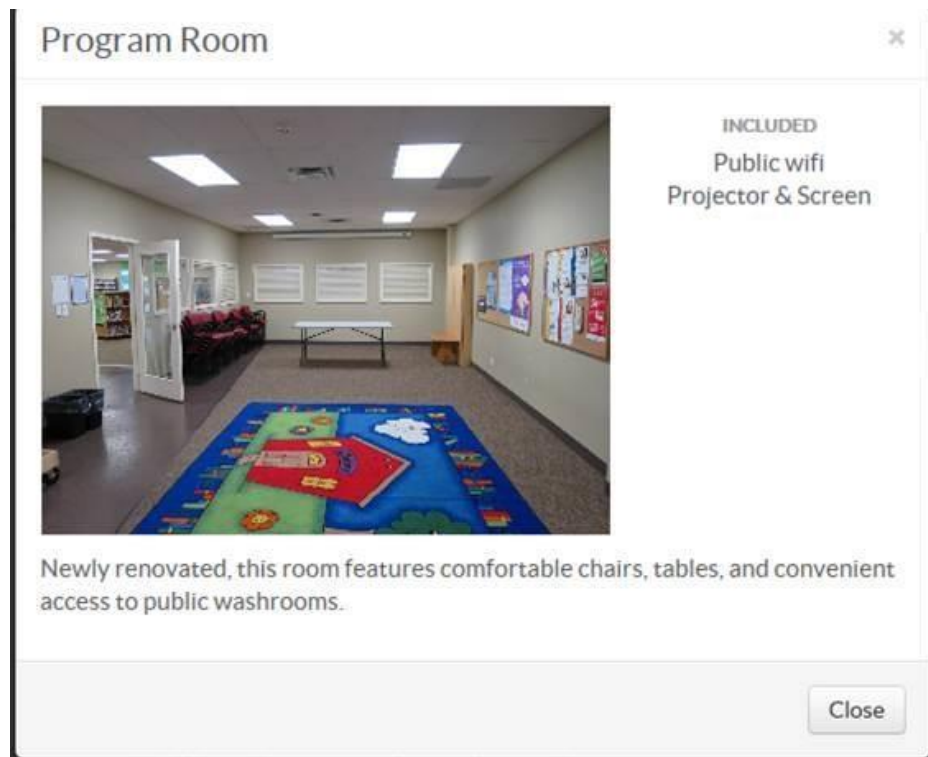 Program Room
×
INCLUDED
Public wifi
Projector & Screen
Newly renovated, this room features comfortable chairs, tables, and convenient
access to public washrooms.
Close